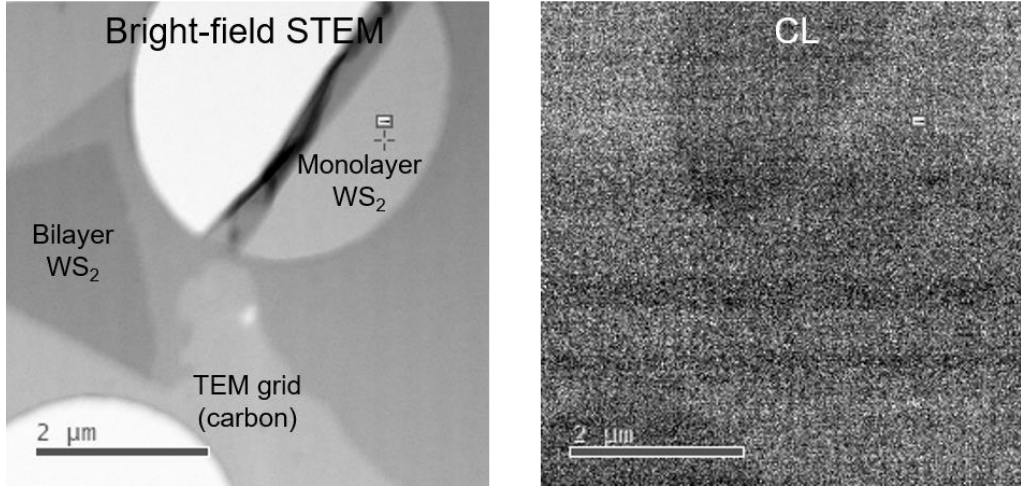 Bright-field STEM
CL
Monolayer
WS₂
Bilayer
WS₂
TEM grid
(carbon)
2 µm
2 µm